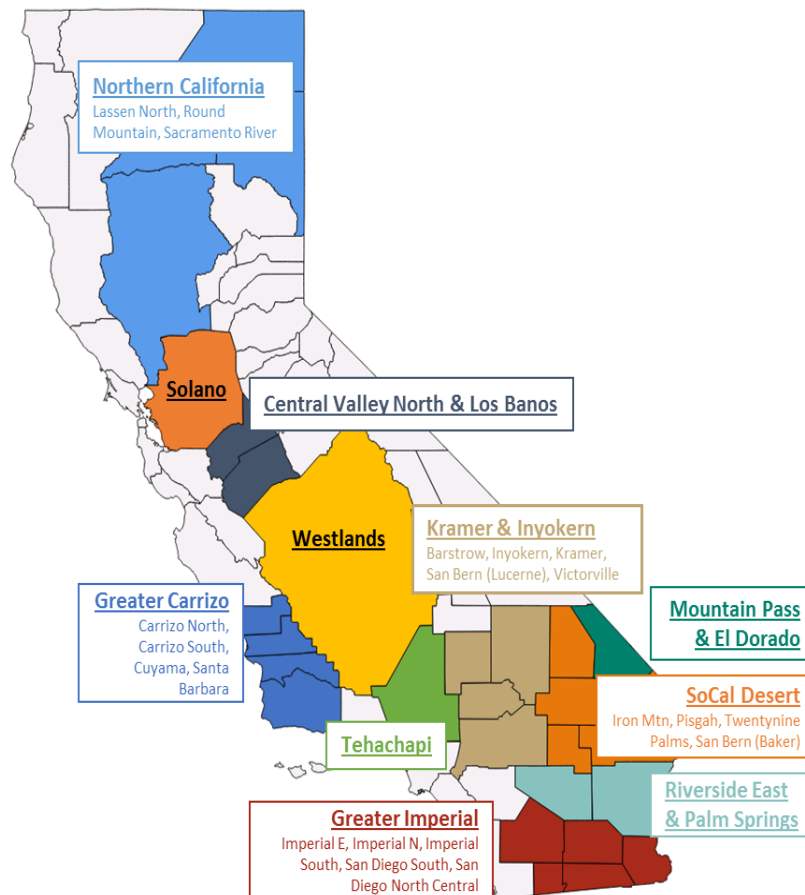 Northern California
Lassen North, Round
Mountain, Sacramento River
Solano
Central Valley North & Los Banos
Westlands
Kramer & Inyokern
Barstrow, Inyokern, Kramer,
San Bern (Lucerne), Victorville
Greater Carrizo
Carrizo North,
Carrizo South,
Cuyama, Santa
Barbara
Mountain Pass
& El Dorado
SoCal Desert
Iron Mtn, Pisgah, Twentynine
Palms, San Bern (Baker)
Tehachapi
Riverside East
& Palm Springs
Greater Imperial
Imperial E, Imperial N, Imperial
South, San Diego South, San
Diego North Central